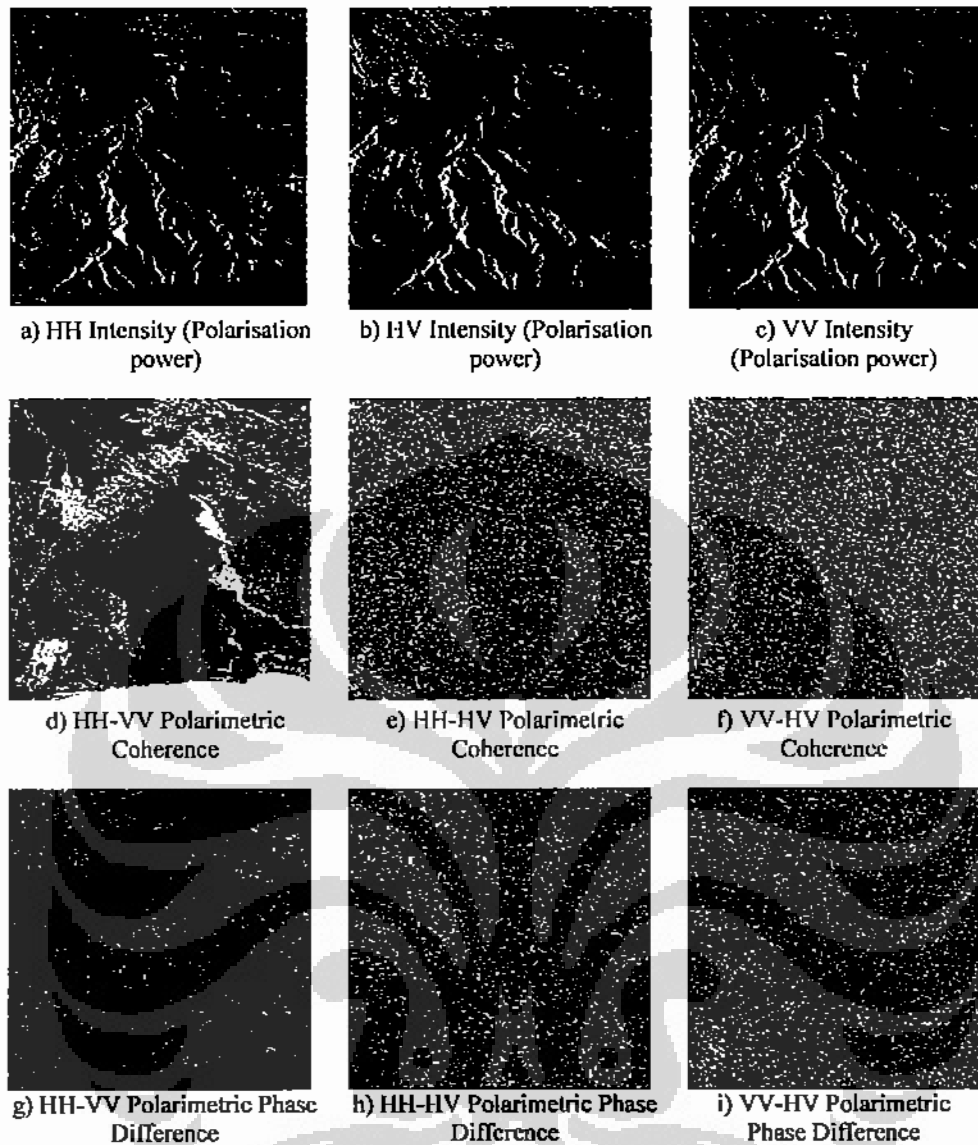 a) HH Intensity (Polarisation
power)
b) HV Intensity (Polarisation
power)
c) VV Intensity
(Polarisation power)
d) HH-VV Polarimetric
Coherence
e) HH-HV Polarimetric
Coherence
f) VV-HV Polarimetric
Coherence
g) HH-VV Polarimetric Phase
Difference
h) HH-HV Polarimetric Phase
Difference
i) VV-HV Polarimetric
Phase Difference